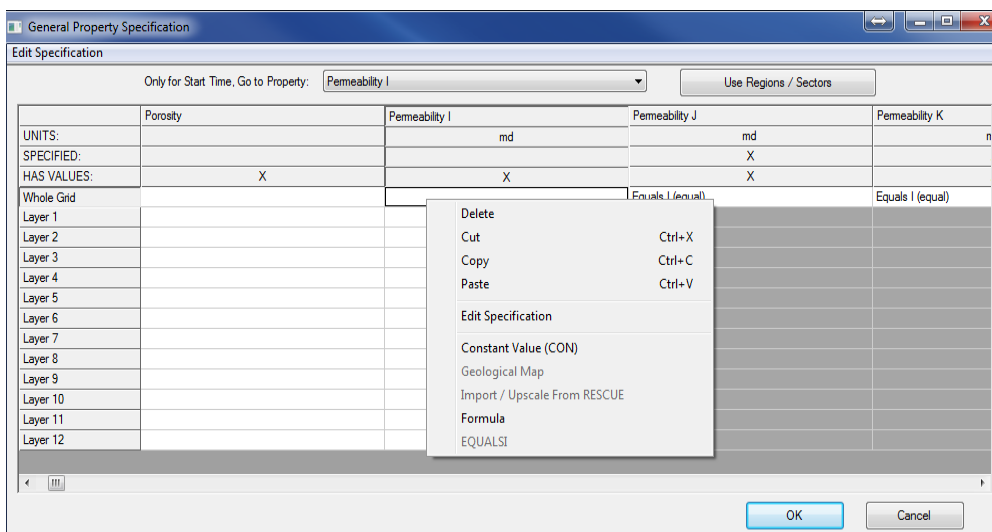 General Property Specification
Edit Specification
Only for Start Time, Go to Property: Permeability I Use Regions / Sectors
Porosity Permeability I Permeability J Permeability K
UNITS: md md
SPECIFIED: X
HAS VALUES: X X X
Whole Grid Equals I (equal) Equals I (equal)
Layer 1
Delete
Layer 2
Cut Ctrl+X
Layer 3
Copy Ctrl+C
Layer 4
Paste Ctrl+V
Layer 5
Layer 6
Edit Specification
Layer 7
Constant Value (CON)
Layer 8
Geological Map
Layer 9
Import / Upscale From RESCUE
Layer 10
Layer 11
Formula
Layer 12
EQUALSI
OK Cancel